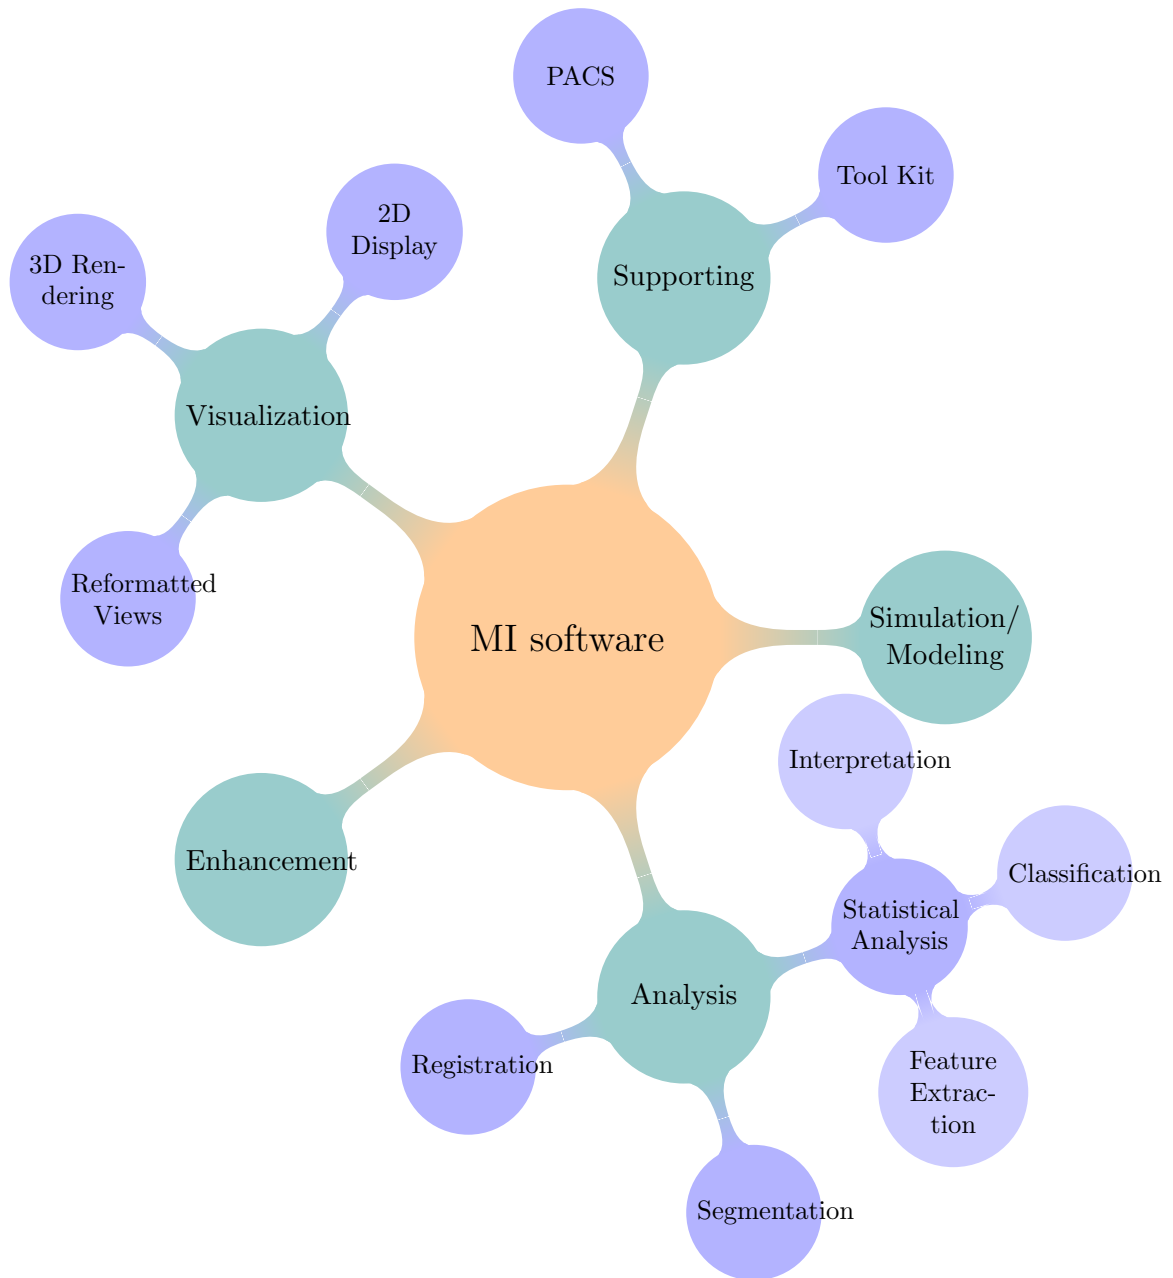 PACS
Tool Kit
2D
Display
3D Ren-
dering
Supporting
Visualization
Reformatted
Views
MI software
Simulation/
Modeling
Interpretation
Enhancement
Classification
Statistical
Analysis
Analysis
Registration
Feature
Extrac-
tion
Segmentation